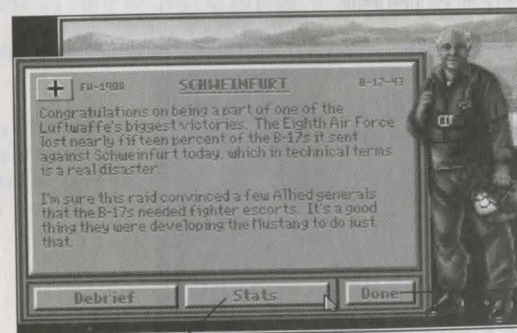 FW-190A SCHWEINFURT 8-17-43
Congratulations on being a part of one of the
Luftwaffe's biggest victories. The Eighth Air Force
lost nearly fifteen percent of the B-17s it sent
against Schweinfurt today, which in technical terms
is a real disaster.
I'm sure this raid convinced a few Allied generals
that the B-17s needed fighter escorts. It's a good
thing they were developing the Mustang to do just
that.
Debrief Stats Done